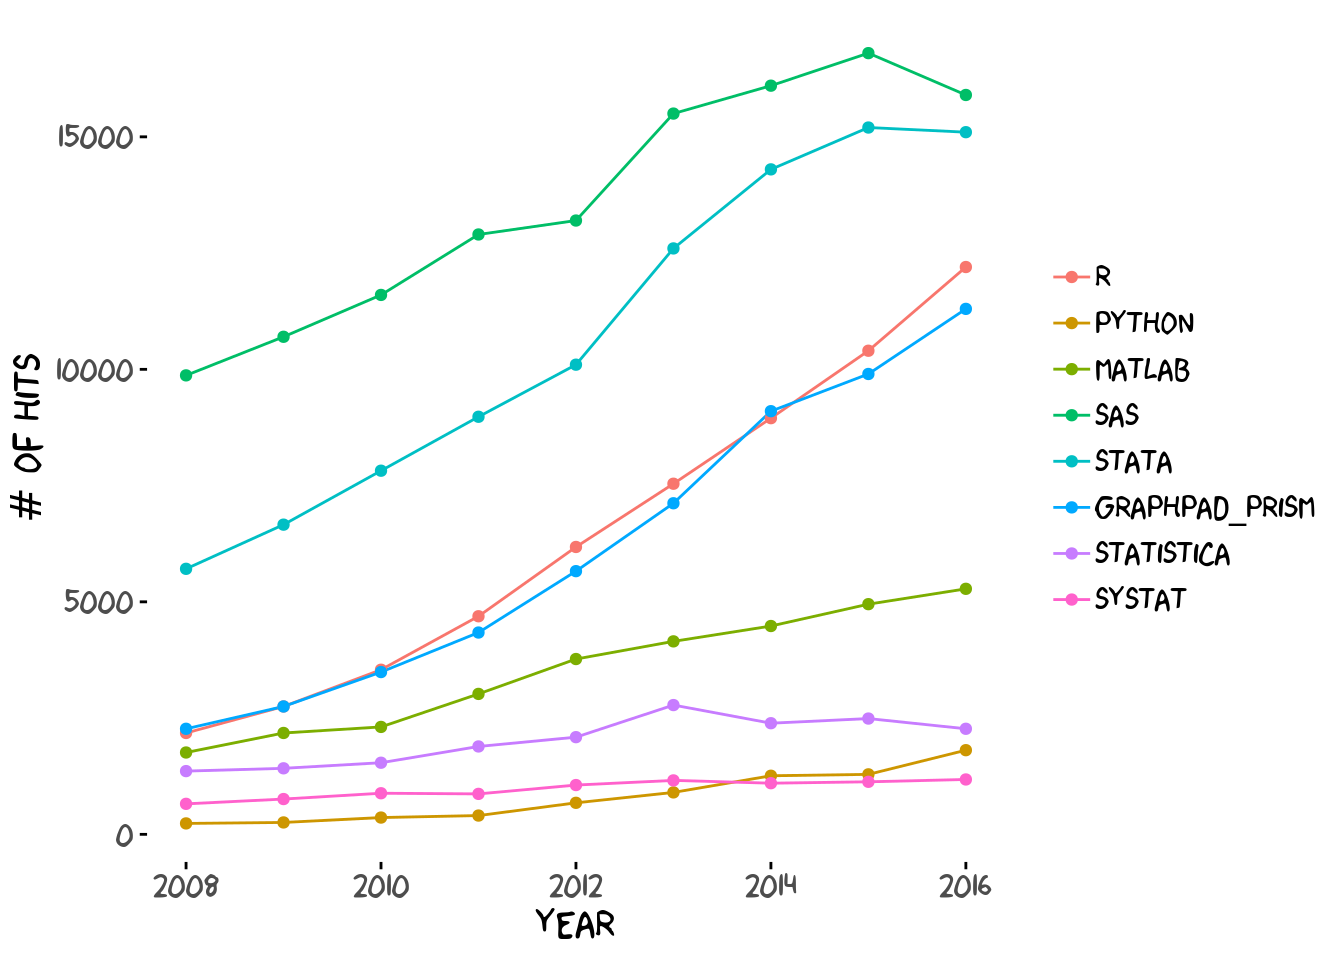 15000
10000
5000
0
# OF HITS
2008 2010 2012 2014 2016
YEAR
R
PYTHON
MATLAB
SAS
STATA
GRAPHPAD_PRISM
STATISTICA
SYSTAT